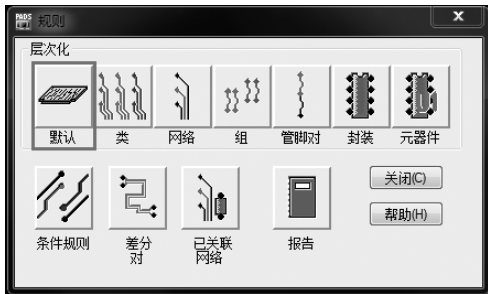 PADS
规则
x
层次化
默认 类 网络 组 管脚对 封装 元器件
关闭(C)
帮助(H)
条件规则 差分对 已关联网络 报告